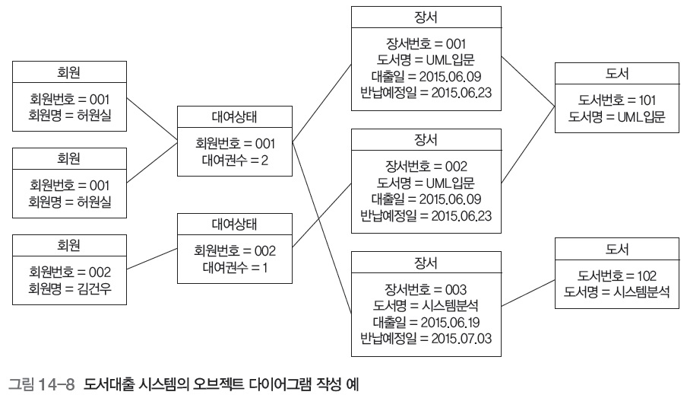 회원
회원번호 = 001
회원명 = 허원실
회원
회원번호 = 001
회원명 = 허원실
회원
회원번호 = 002
회원명 = 김건우
대여상태
회원번호 = 001
대여권수 = 2
대여상태
회원번호 = 002
대여권수 = 1
장서
장서번호 = 001
도서명 = UML입문
대출일 = 2015.06.09
반납예정일 = 2015.06.23
장서
장서번호 = 002
도서명 = UML입문
대출일 = 2015.06.09
반납예정일 = 2015.06.23
장서
장서번호 = 003
도서명 = 시스템분석
대출일 = 2015.06.19
반납예정일 = 2015.07.03
도서
도서번호 = 101
도서명 = UML입문
도서
도서번호 = 102
도서명 = 시스템분석
그림 14-8 도서대출 시스템의 오브젝트 다이어그램 작성 예